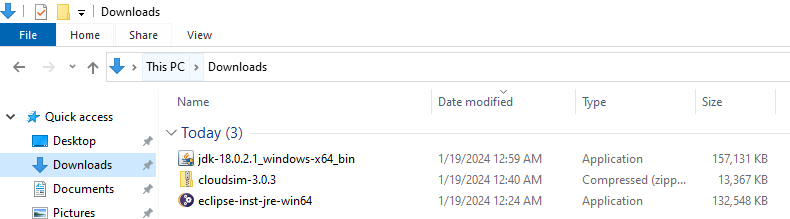 Downloads
File Home Share View
This PC Downloads
Name Date modified Type Size
Quick access
Today (3)
Desktop
jdk-18.0.2.1_windows-x64_bin 1/19/2024 12:59 AM Application 157,131 KB
Downloads
cloudsim-3.0.3 1/19/2024 12:40 AM Compressed (zipp... 13,367 KB
Documents
eclipse-inst-jre-win64 1/19/2024 12:24 AM Application 132,548 KB
Pictures